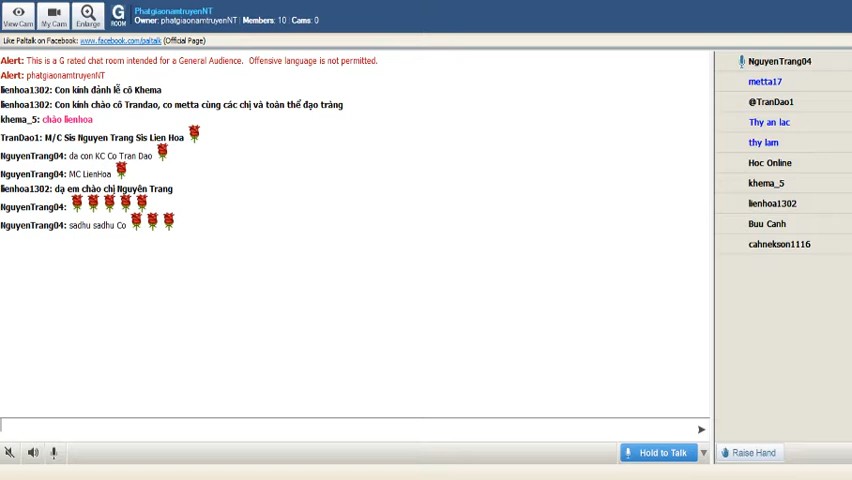 View Cam
My Cam
Enlarge
G
ROOM
PhatgiaonamtruyenNT
Owner: phatgiaonamtruyenNT | Members: 10 | Cams: 0
Like Paltalk on Facebook: www.facebook.com/paltalk (Official Page)
Alert: This is a G rated chat room intended for a General Audience. Offensive language is not permitted.
Alert: phatgiaonamtruyenNT
lienhoa1302: Con kính đảnh lễ cô Khema
lienhoa1302: Con kính chào cô Trandao, co metta cùng các chị và toàn thể đạo tràng
khema_5: chào lienhoa
TranDao1: M/C Sis Nguyen Trang Sis Lien Hoa
NguyenTrang04: da con KC Co Tran Dao
NguyenTrang04: MC LienHoa
lienhoa1302: dạ em chào chị Nguyên Trang
NguyenTrang04:
NguyenTrang04: sadhu sadhu Co
NguyenTrang04
metta17
@TranDao1
Thy an lac
thy lam
Hoc Online
khema_5
lienhoa1302
Buu Canh
cahnekson1116
Hold to Talk
Raise Hand